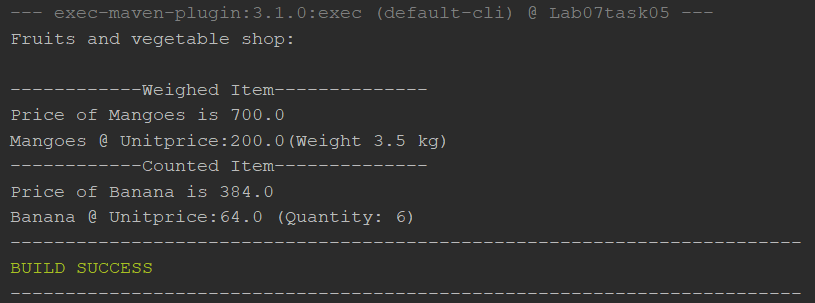 --- exec-maven-plugin:3.1.0:exec (default-cli) @ Lab07task05 ---
Fruits and vegetable shop:

------------Weighed Item--------------
Price of Mangoes is 700.0
Mangoes @ Unitprice:200.0(Weight 3.5 kg)
------------Counted Item--------------
Price of Banana is 384.0
Banana @ Unitprice:64.0 (Quantity: 6)
------------------------------------------------------------------------
BUILD SUCCESS
------------------------------------------------------------------------